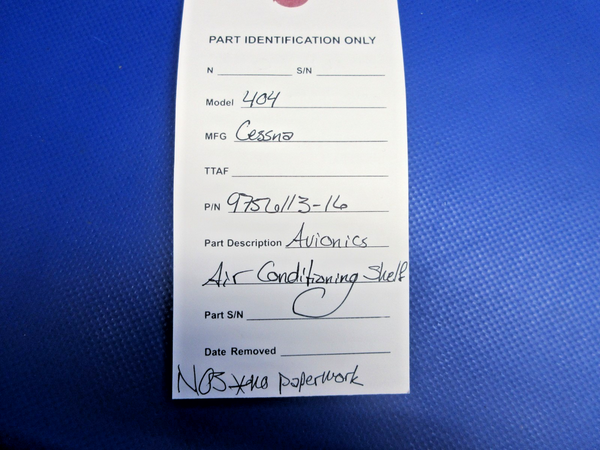 PART IDENTIFICATION ONLY
N S/N
Model 404
MFG Cessna
TTAF
P/N 9756113-16
Part Description Avionics
Air Conditioning Shelf
Part S/N
Date Removed
NOS *no paperwork